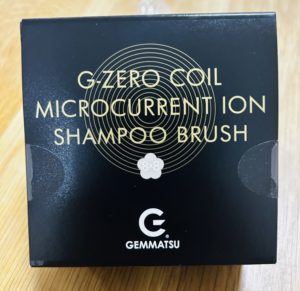 G-ZERO COIL
MICROCURRENT ION
SHAMPOO BRUSH
G®
GEMMATSU